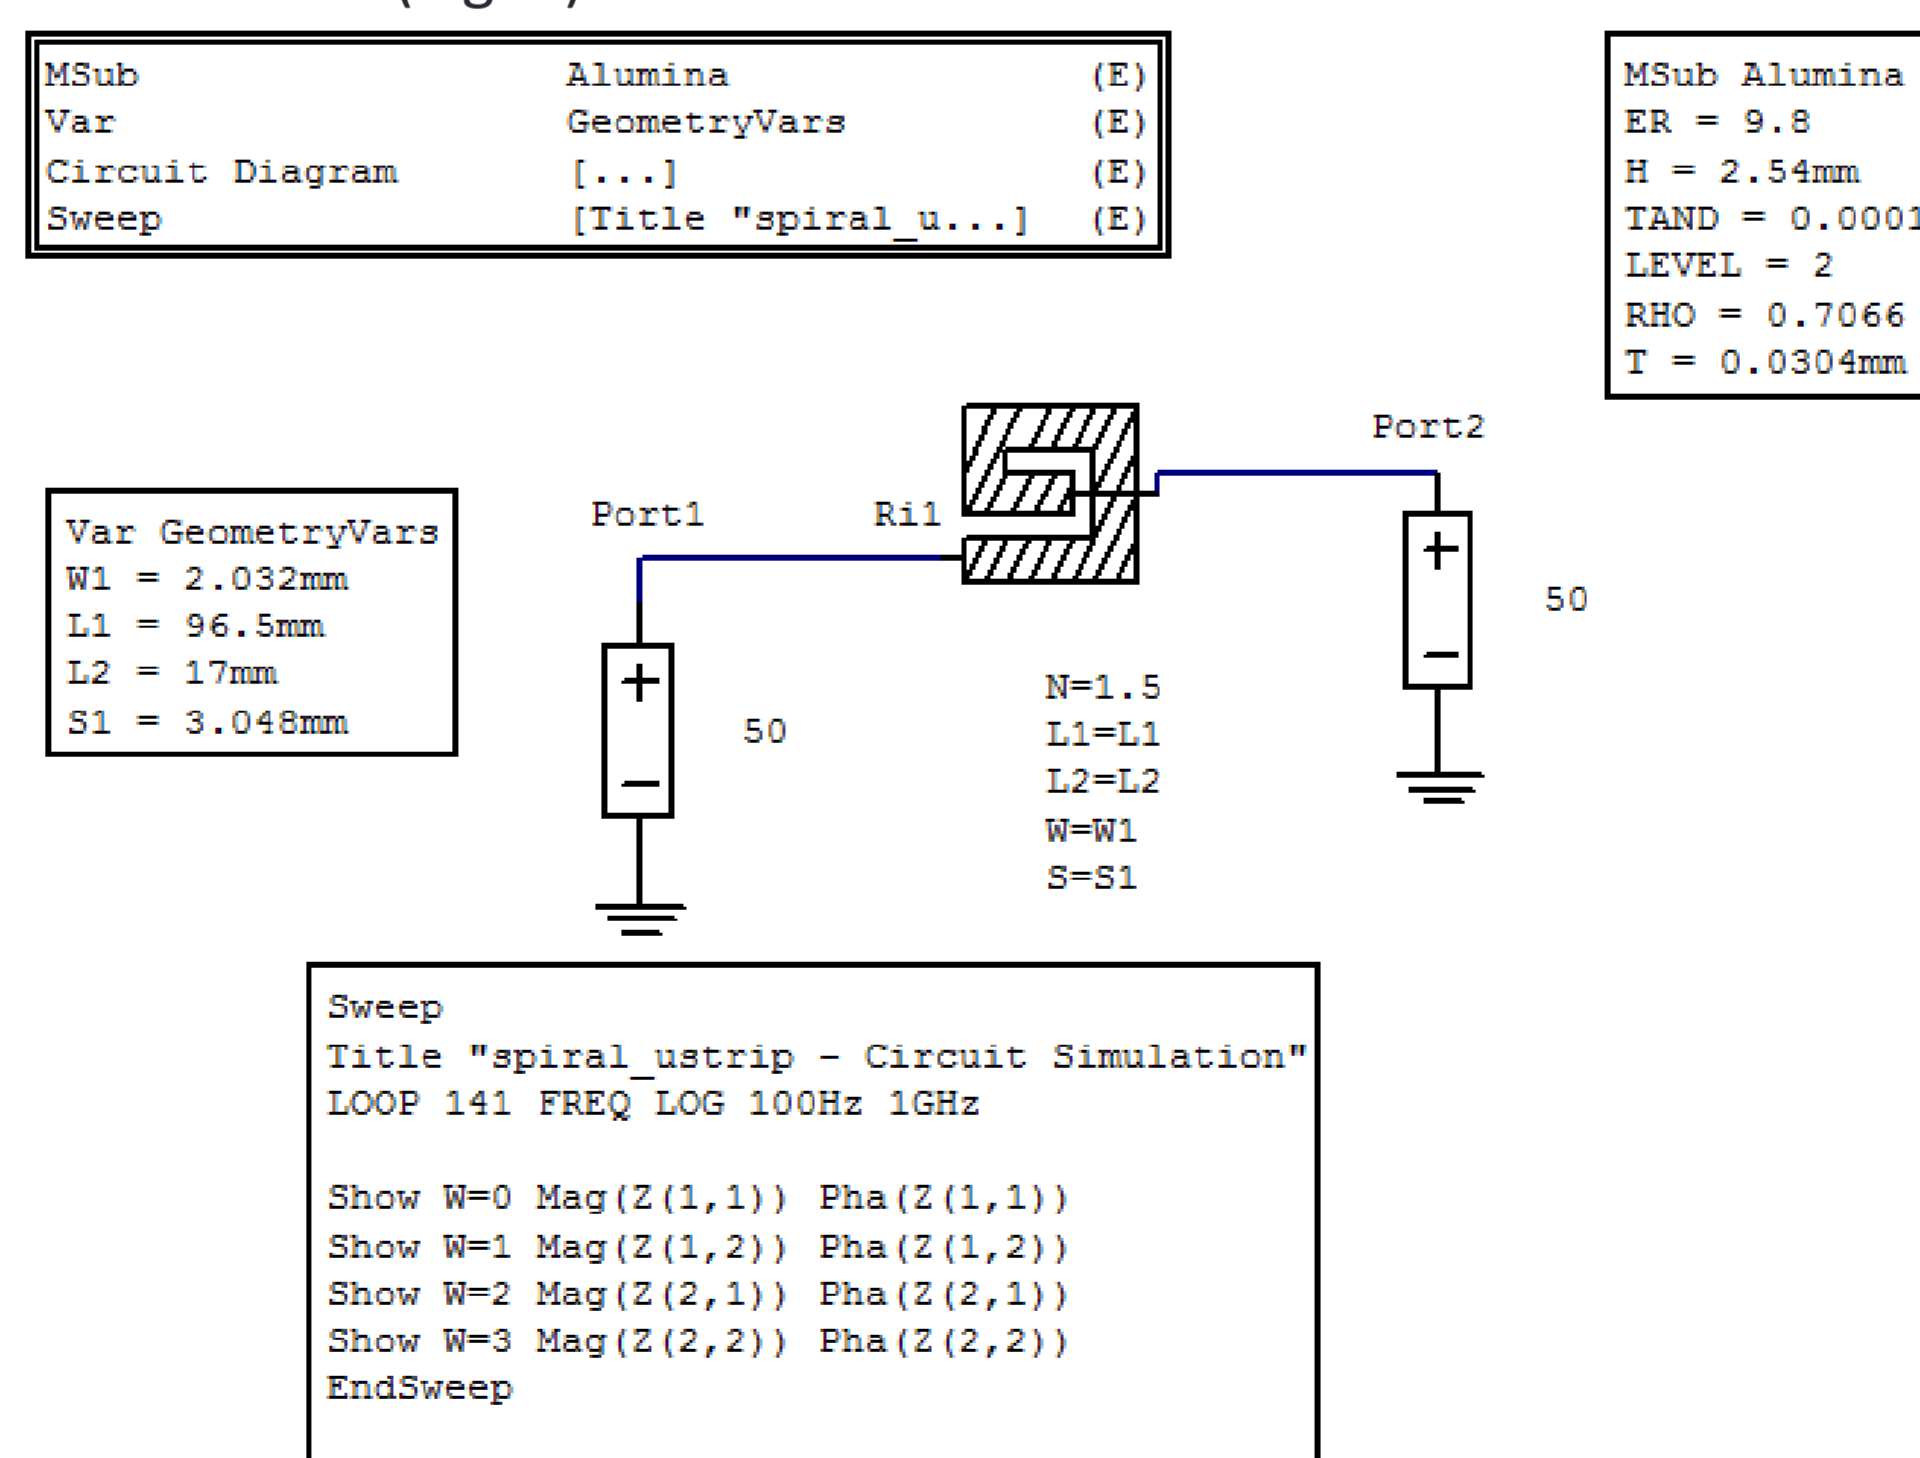 MSub Alumina (E)
Var GeometryVars (E)
Circuit Diagram [...] (E)
Sweep [Title "spiral_u...] (E)
MSub Alumina
ER = 9.8
H = 2.54mm
TAND = 0.0001
LEVEL = 2
RHO = 0.7066
T = 0.0304mm
Port2
Port1
Ri1
Var GeometryVars
W1 = 2.032mm
L1 = 96.5mm
L2 = 17mm
S1 = 3.048mm
50
50
N=1.5
L1=L1
L2=L2
W=W1
S=S1
Sweep
Title "spiral_ustrip - Circuit Simulation"
LOOP 141 FREQ LOG 100Hz 1GHz
Show W=0 Mag(Z(1,1)) Pha(Z(1,1))
Show W=1 Mag(Z(1,2)) Pha(Z(1,2))
Show W=2 Mag(Z(2,1)) Pha(Z(2,1))
Show W=3 Mag(Z(2,2)) Pha(Z(2,2))
EndSweep